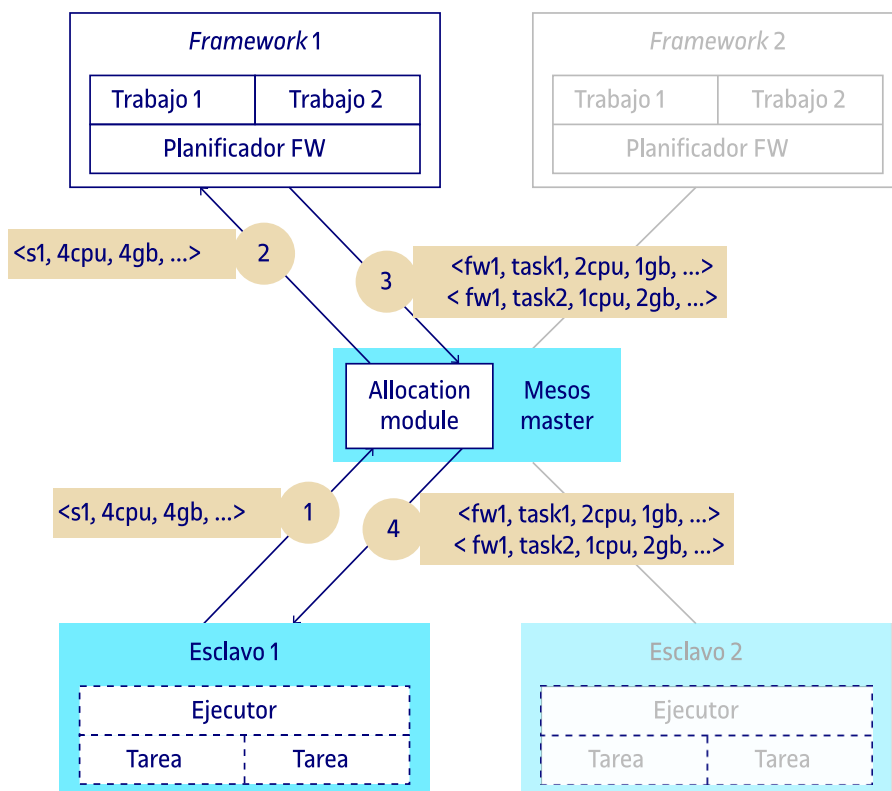 Framework 1
Trabajo 1
Trabajo 2
Planificador FW
Framework 2
Trabajo 1
Trabajo 2
Planificador FW
<s1, 4cpu, 4gb, ...>
2
3
<fw1, task1, 2cpu, 1gb, ...>
< fw1, task2, 1cpu, 2gb, ...>
Allocation
module
Mesos
master
<s1, 4cpu, 4gb, ...>
1
4
<fw1, task1, 2cpu, 1gb, ...>
< fw1, task2, 1cpu, 2gb, ...>
Esclavo 1
Ejecutor
Tarea
Tarea
Esclavo 2
Ejecutor
Tarea
Tarea